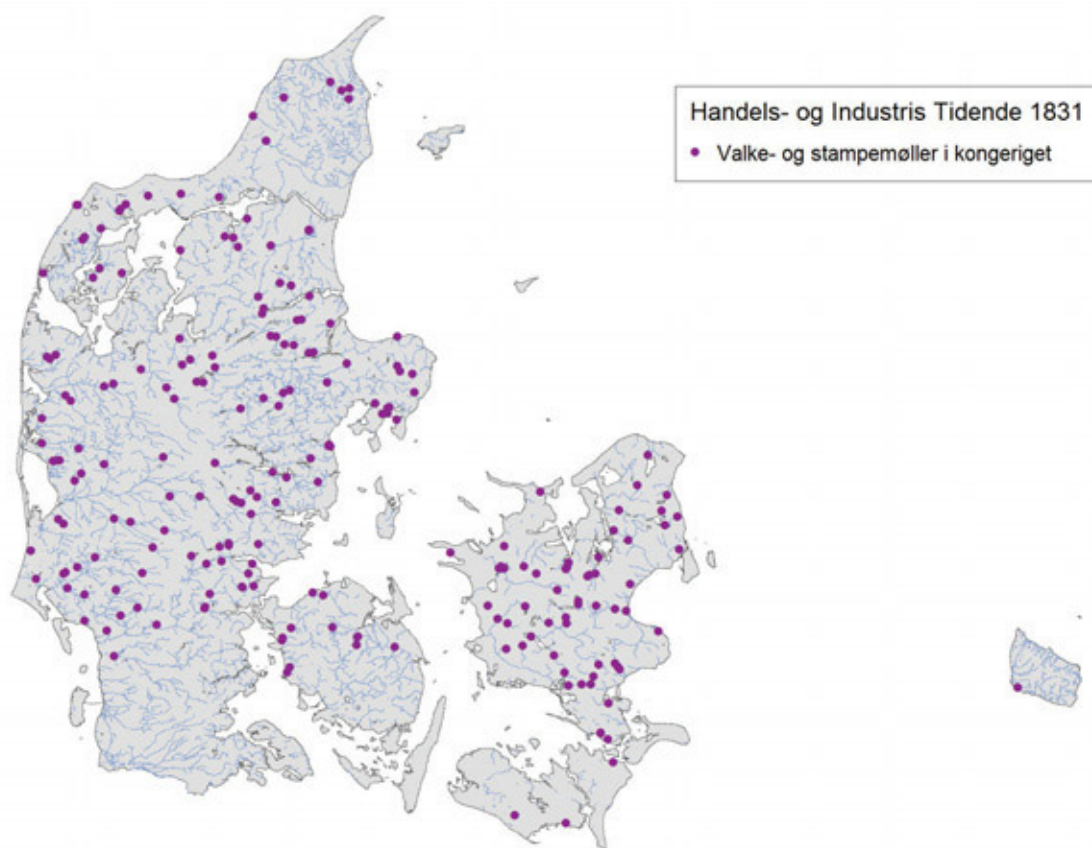 Handels- og Industris Tidende 1831
Valke- og stampemøller i kongeriget